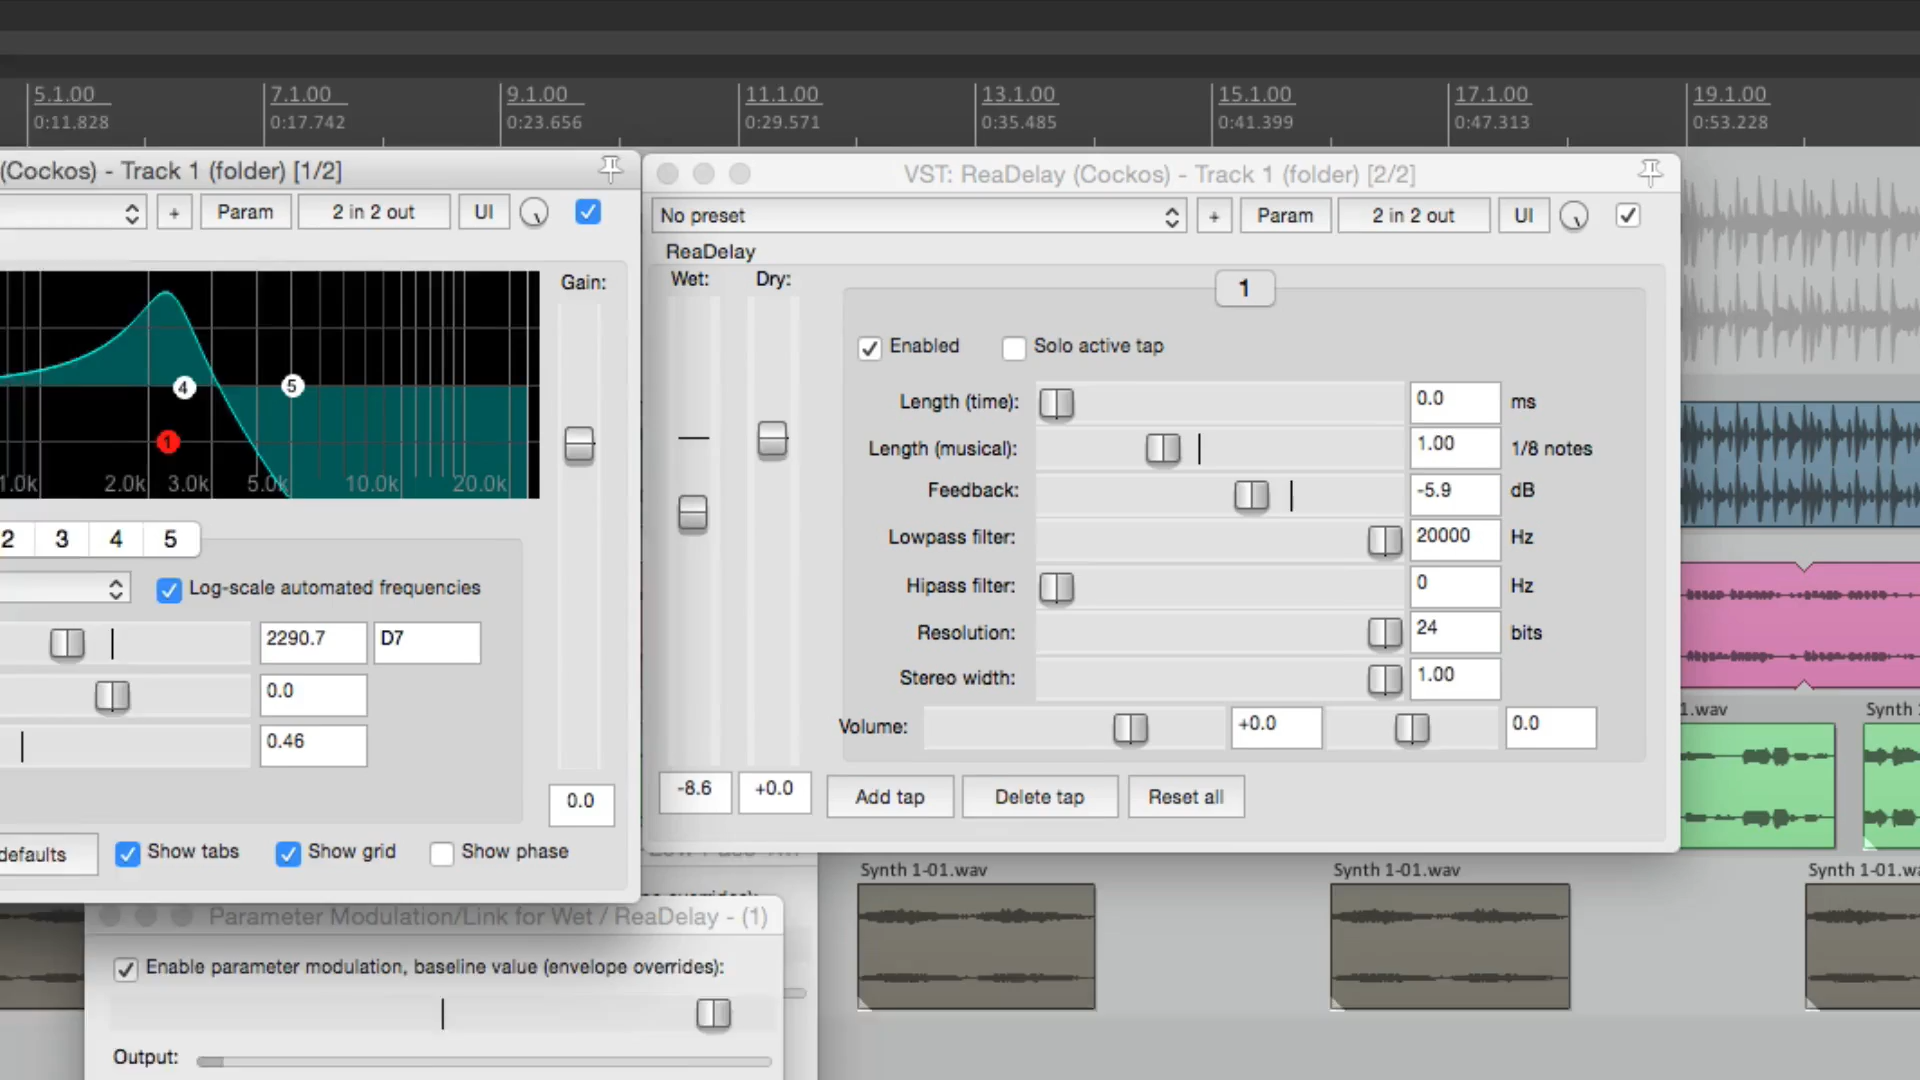 5.1.00 7.1.00 9.1.00 11.1.00 13.1.00 15.1.00 17.1.00 19.1.00
0:11.828 0:17.742 0:23.656 0:29.571 0:35.485 0:41.399 0:47.313 0:53.228
(Cockos) - Track 1 (folder) [1/2]
+ Param 2 in 2 out UI
Gain:
4 5
1
1.0k 2.0k 3.0k 5.0k 10.0k 20.0k
2 3 4 5
Log-scale automated frequencies
2290.7 D7
0.0
0.46
0.0
defaults Show tabs Show grid Show phase
VST: ReaDelay (Cockos) - Track 1 (folder) [2/2]
No preset + Param 2 in 2 out UI
ReaDelay
Wet: Dry:
1
Enabled Solo active tap
Length (time): 0.0 ms
Length (musical): 1.00 1/8 notes
Feedback: -5.9 dB
Lowpass filter: 20000 Hz
Hipass filter: 0 Hz
Resolution: 24 bits
Stereo width: 1.00
Volume: +0.0 0.0
-8.6 +0.0 Add tap Delete tap Reset all
1.wav Synth
Synth 1-01.wav Synth 1-01.wav Synth 1-01.wa
Parameter Modulation/Link for Wet / ReaDelay - (1)
Enable parameter modulation, baseline value (envelope overrides):
Output: